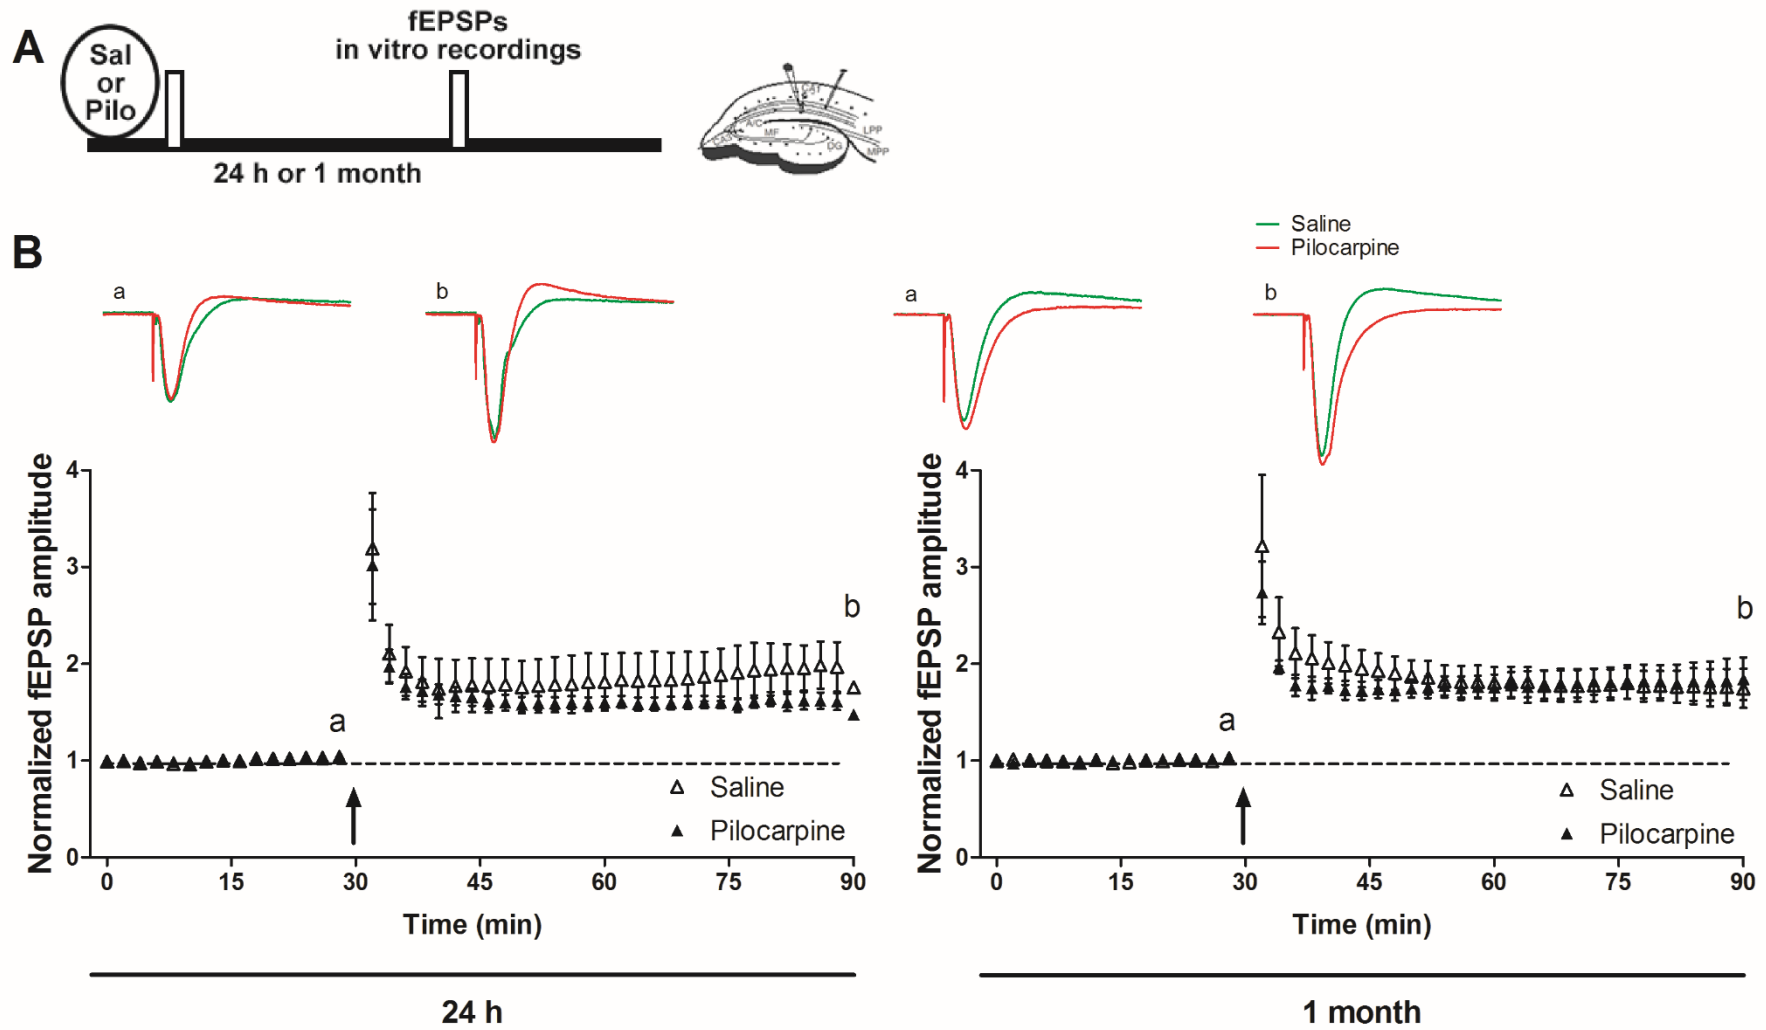 A
Sal
or
Pilo
fEPSPs
in vitro recordings
24 h or 1 month
CA1
CA3
A/C
MF
DG
LPP
MPP
B
Saline
Pilocarpine
a
b
a
b
Normalized fEPSP amplitude
4
3
2
1
0
a
b
Saline
Pilocarpine
0 15 30 45 60 75 90
Time (min)
24 h
Normalized fEPSP amplitude
4
3
2
1
0
a
b
Saline
Pilocarpine
0 15 30 45 60 75 90
Time (min)
1 month